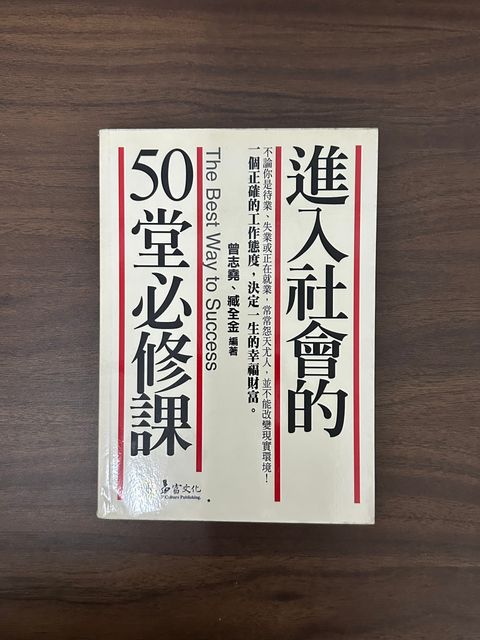 進入社會的
不論你是待業、失業或正在就業，常常怨天尤人，並不能改變現實環境！
一個正確的工作態度，決定一生的幸福財富。
曾志堯、臧全金 編著
The Best Way to Success
50堂必修課
富文化
Culture Publishing.